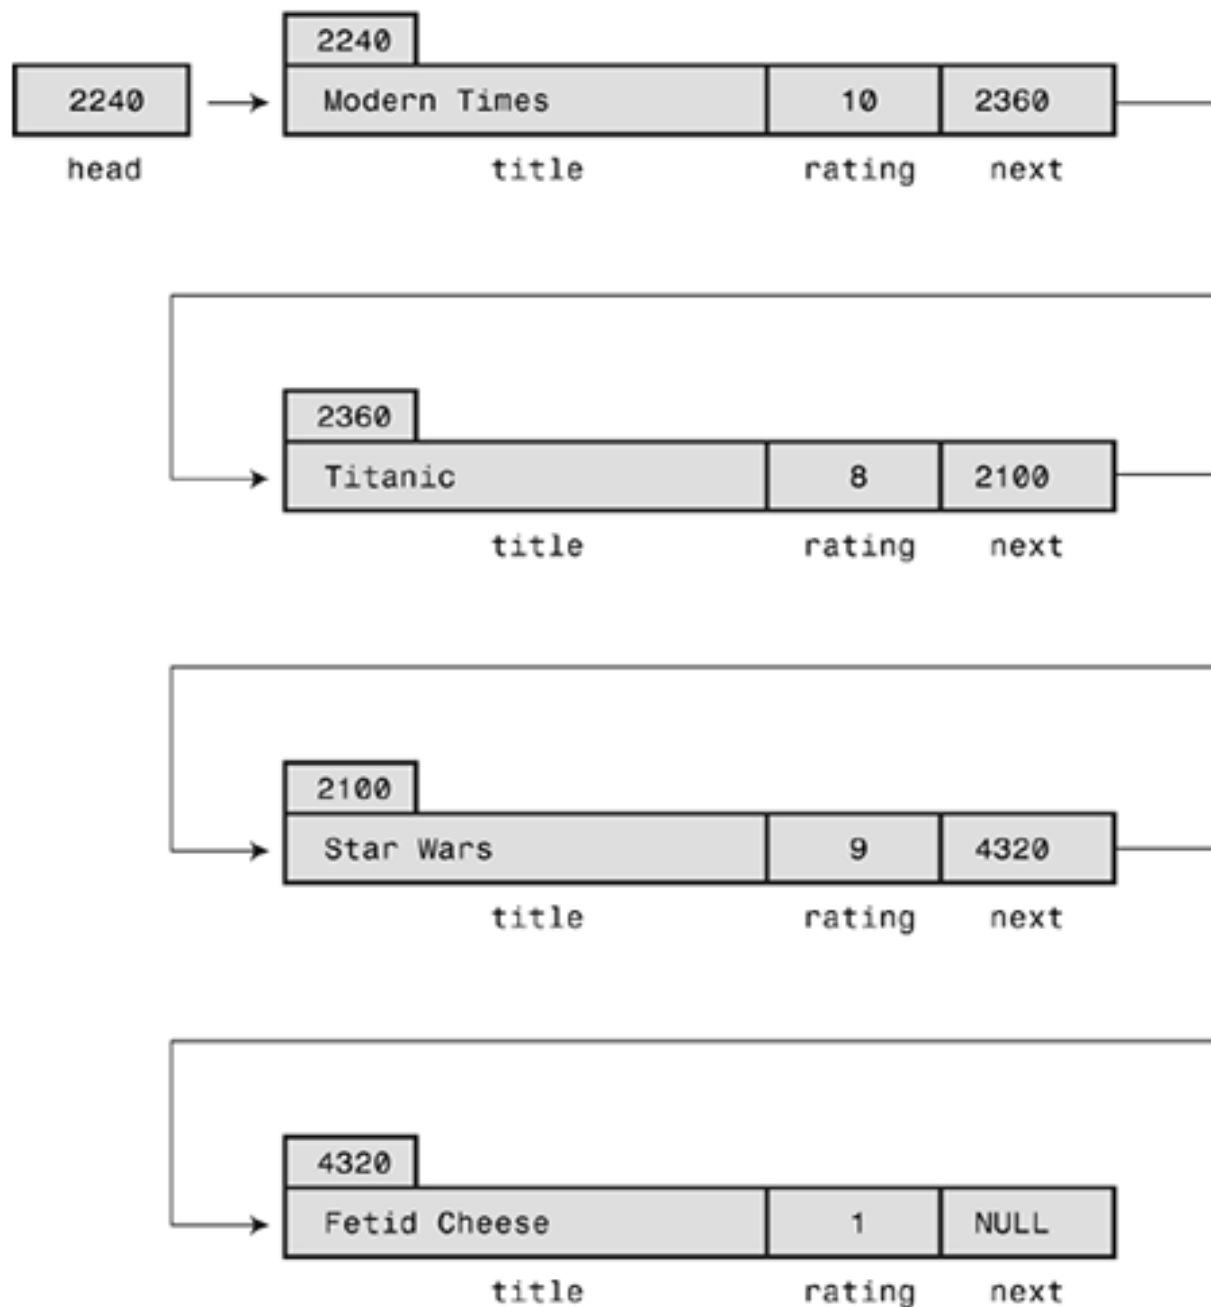 2240
2240 Modern Times 10 2360
head title rating next
2360
Titanic 8 2100
title rating next
2100
Star Wars 9 4320
title rating next
4320
Fetid Cheese 1 NULL
title rating next